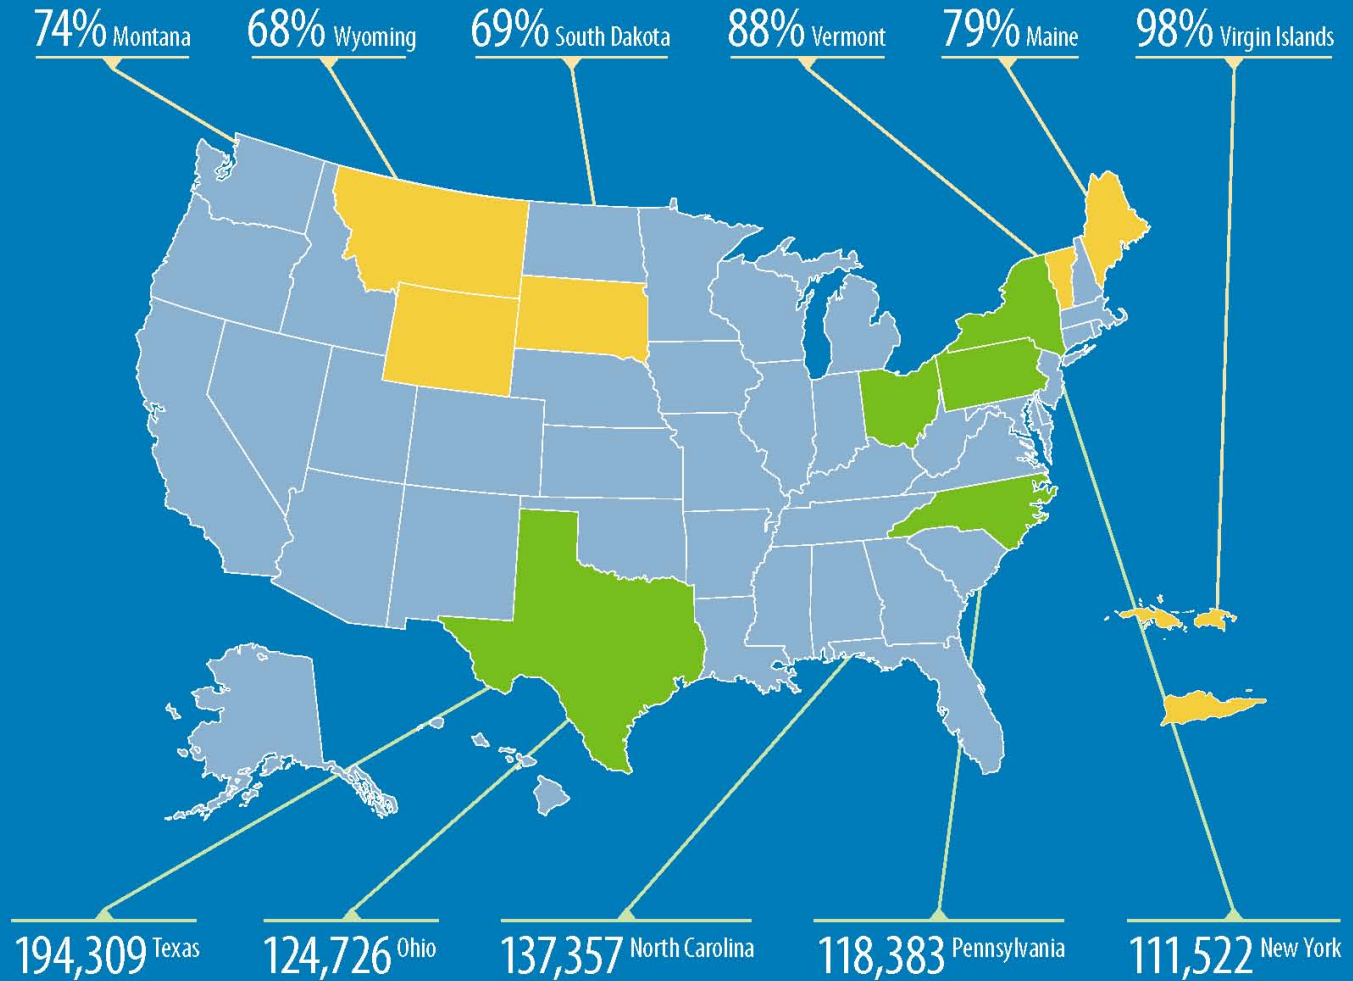 74% Montana
68% Wyoming
69% South Dakota
88% Vermont
79% Maine
98% Virgin Islands
194,309 Texas
124,726 Ohio
137,357 North Carolina
118,383 Pennsylvania
111,522 New York